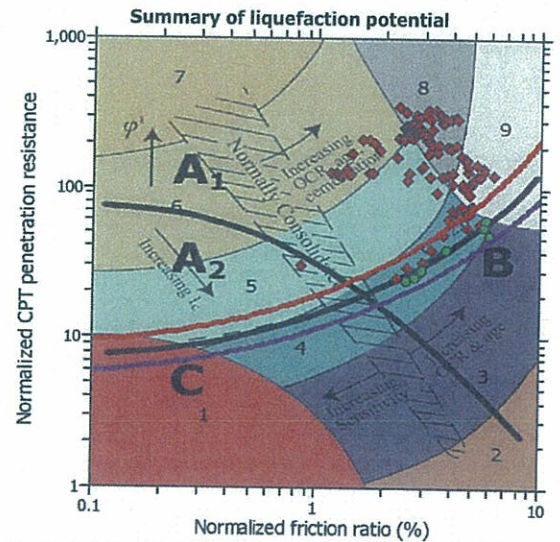 Summary of liquefaction potential
1,000
7
8
9
φ'
Increasing
OCR and
cementation
Normally Consolidated
100
A1
6
A2
Increasing Ic
5
B
10
4
C
Increasing
OCR & age
3
Increasing
Sensitivity
1
2
1
0.1
1
10
Normalized CPT penetration resistance
Normalized friction ratio (%)